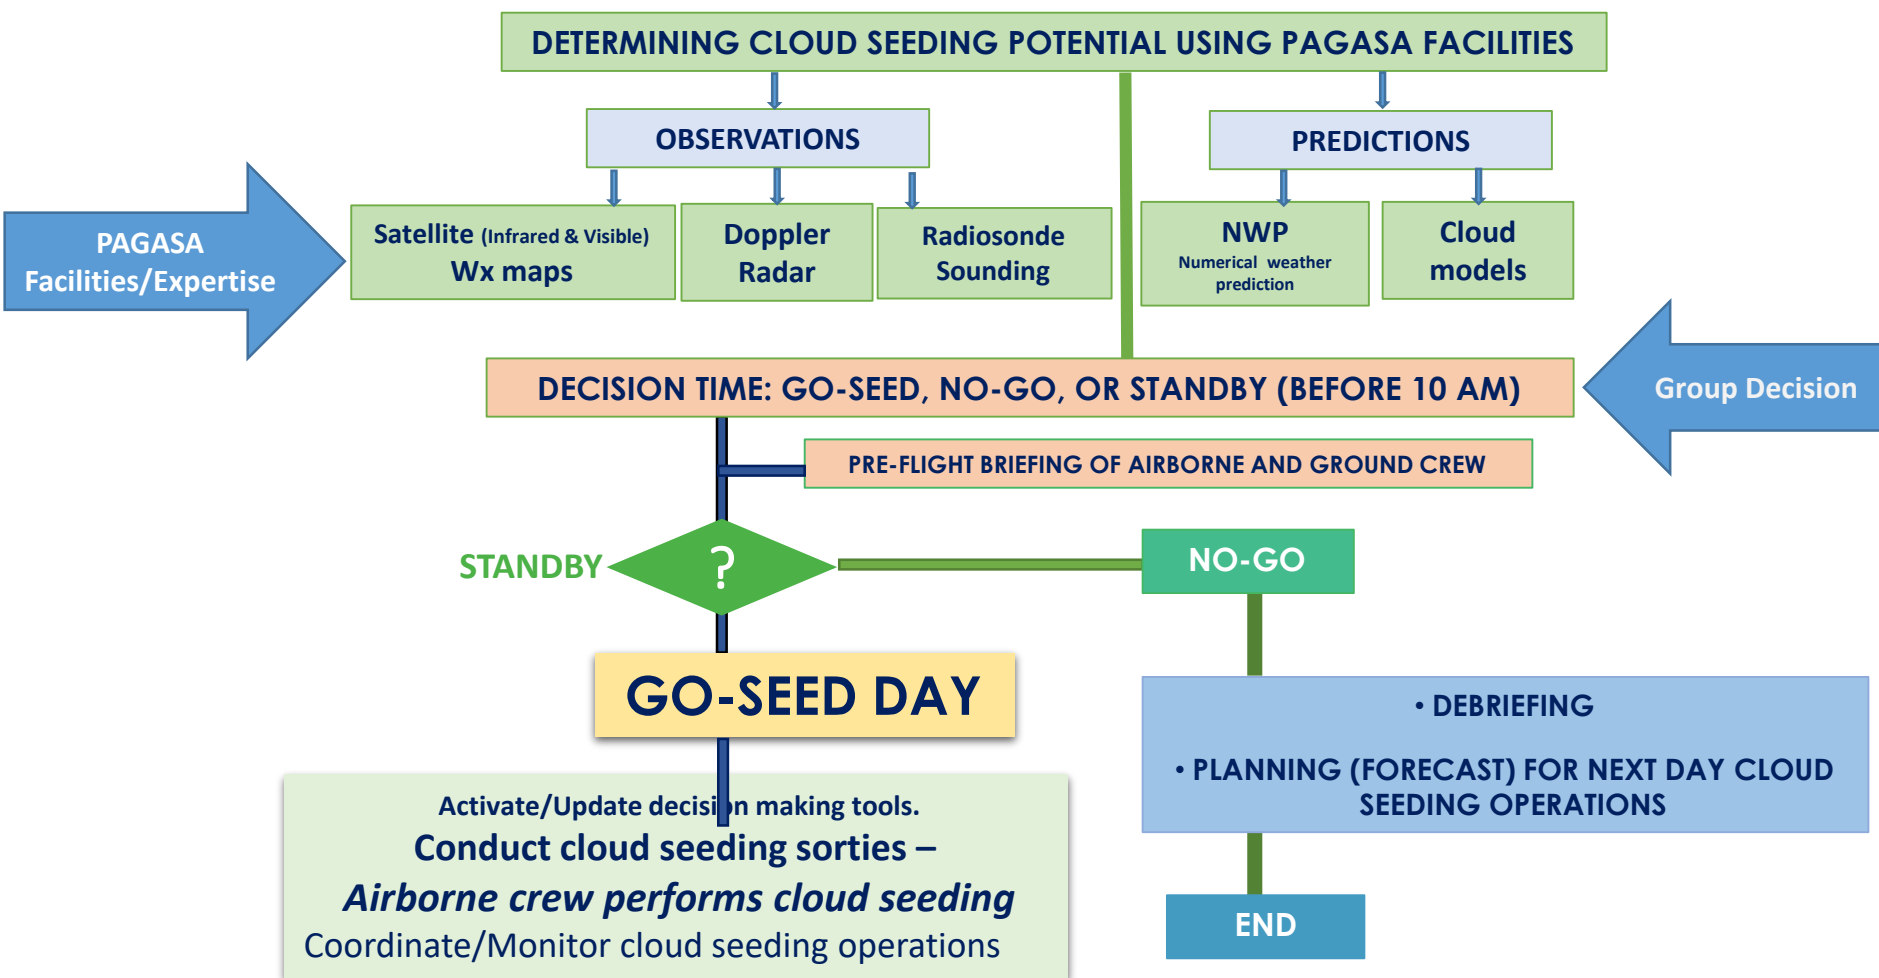 DETERMINING CLOUD SEEDING POTENTIAL USING PAGASA FACILITIES
OBSERVATIONS
PREDICTIONS
PAGASA
Facilities/Expertise
Satellite (Infrared & Visible)
Wx maps
Doppler
Radar
Radiosonde
Sounding
NWP
Numerical weather
prediction
Cloud
models
DECISION TIME: GO-SEED, NO-GO, OR STANDBY (BEFORE 10 AM)
Group Decision
PRE-FLIGHT BRIEFING OF AIRBORNE AND GROUND CREW
STANDBY
?
NO-GO
GO-SEED DAY
• DEBRIEFING
• PLANNING (FORECAST) FOR NEXT DAY CLOUD
SEEDING OPERATIONS
Activate/Update decision making tools.
Conduct cloud seeding sorties –
Airborne crew performs cloud seeding
Coordinate/Monitor cloud seeding operations
END